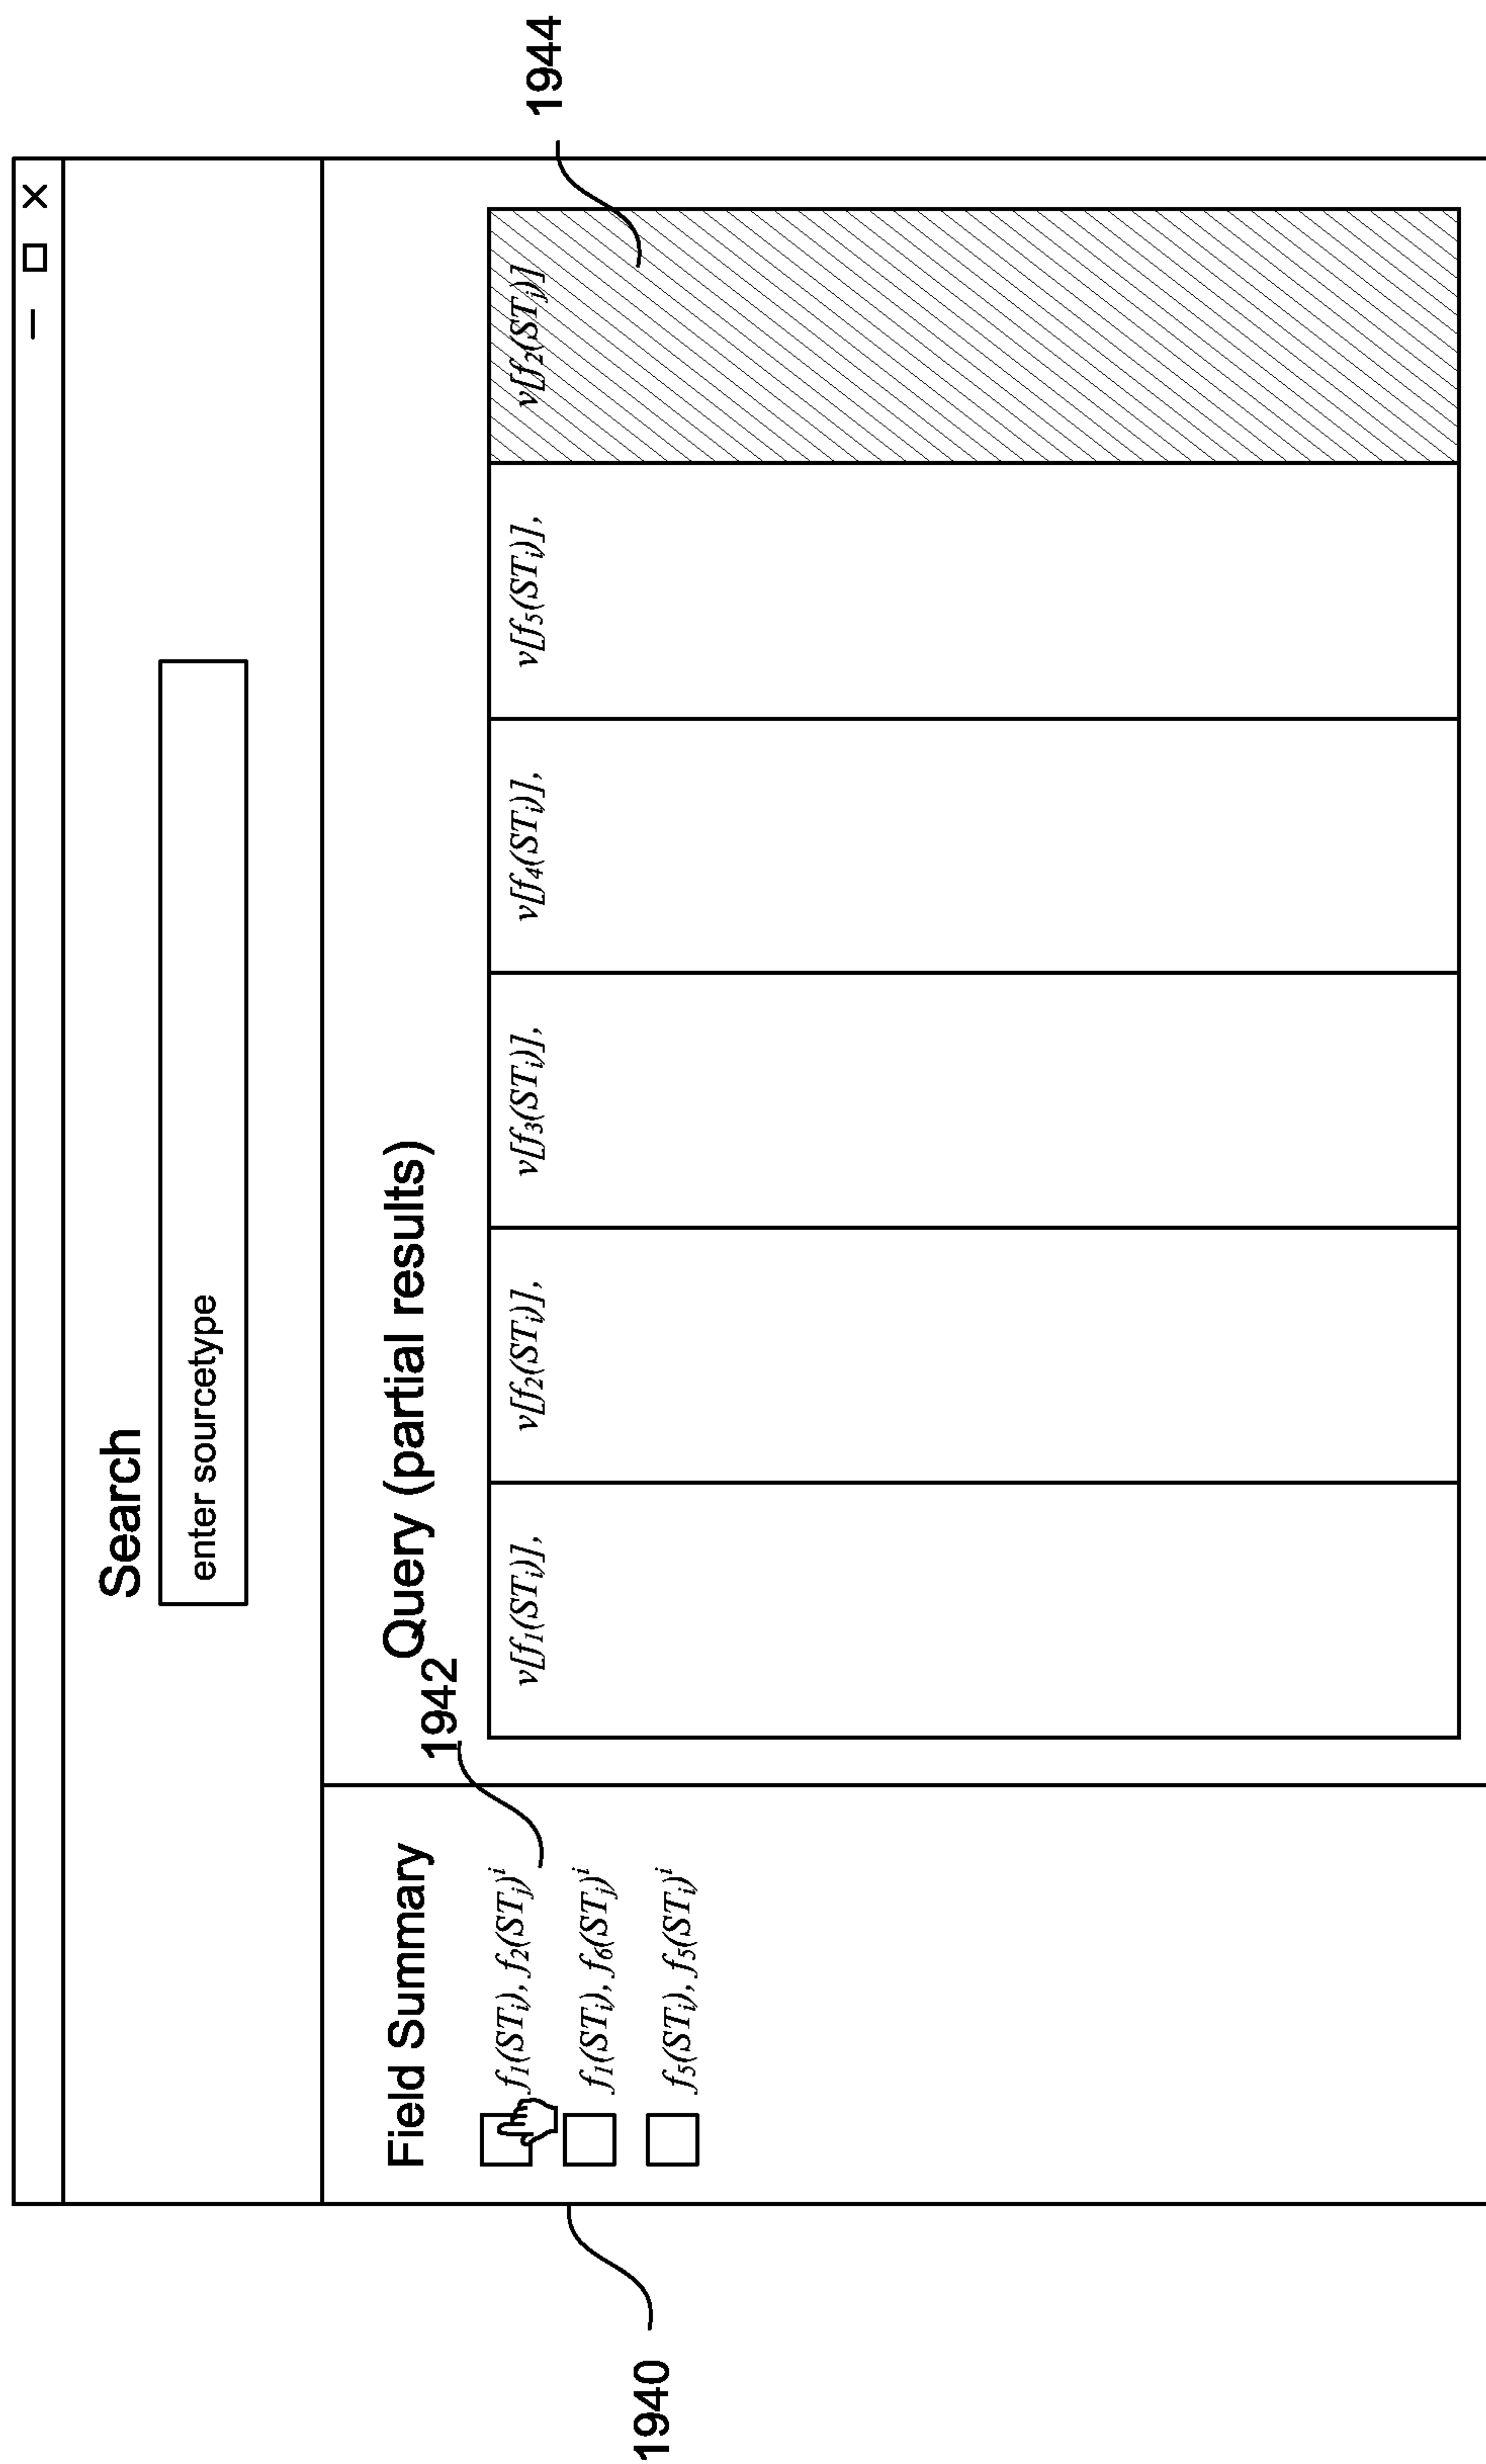 Search
enter sourcetype
Field Summary
1942
Query (partial results)
1944
f₁(STᵢ), f₂(STⱼ)ⁱ
f₁(STᵢ), f₆(STⱼ)ⁱ
f₅(STᵢ), f₅(STᵢ)ⁱ
v[f₁(STᵢ)],
v[f₂(STᵢ)],
v[f₃(STᵢ)],
v[f₄(STᵢ)],
v[f₅(STᵢ)],
v[f₂(STⱼ)]
1940